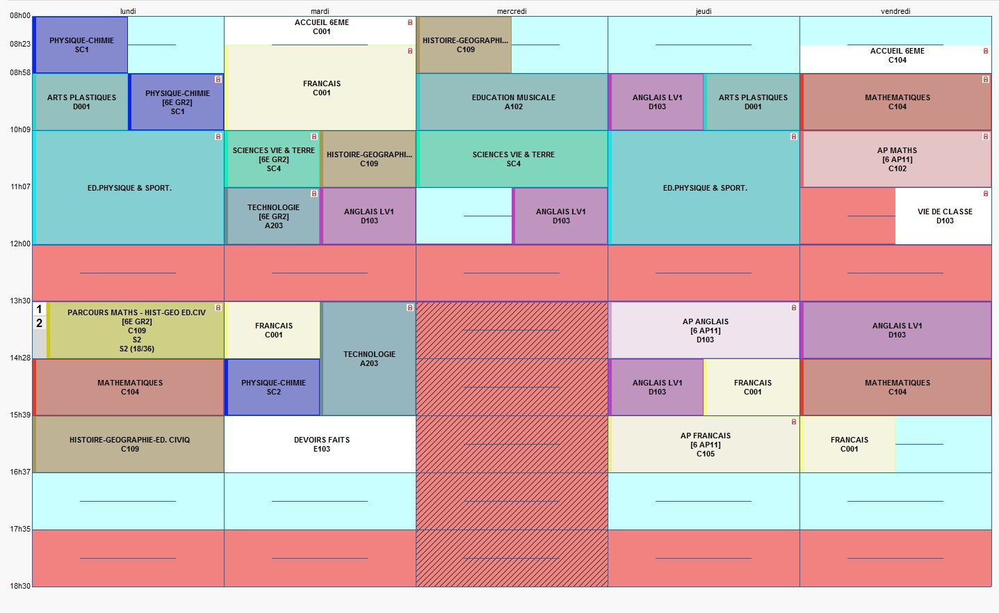 lundi
mardi
mercredi
jeudi
vendredi
08h00
08h23
08h58
10h09
11h07
12h00
13h30
14h28
15h39
16h37
17h35
18h30
PHYSIQUE-CHIMIE
SC1
ARTS PLASTIQUES
D001
PHYSIQUE-CHIMIE
[6E GR2]
SC1
ED.PHYSIQUE & SPORT.
1
2
PARCOURS MATHS - HIST-GEO ED.CIV
[6E GR2]
C109
S2
S2 (18/36)
MATHEMATIQUES
C104
HISTOIRE-GEOGRAPHIE-ED. CIVIQ
C109
ACCUEIL 6EME
C001
FRANCAIS
C001
SCIENCES VIE & TERRE
[6E GR2]
SC4
HISTOIRE-GEOGRAPHI...
C109
TECHNOLOGIE
[6E GR2]
A203
ANGLAIS LV1
D103
FRANCAIS
C001
TECHNOLOGIE
A203
PHYSIQUE-CHIMIE
SC2
DEVOIRS FAITS
E103
HISTOIRE-GEOGRAPHI...
C109
EDUCATION MUSICALE
A102
SCIENCES VIE & TERRE
SC4
ANGLAIS LV1
D103
ANGLAIS LV1
D103
ARTS PLASTIQUES
D001
ED.PHYSIQUE & SPORT.
AP ANGLAIS
[6 AP11]
D103
ANGLAIS LV1
D103
FRANCAIS
C001
AP FRANCAIS
[6 AP11]
C105
ACCUEIL 6EME
C104
MATHEMATIQUES
C104
AP MATHS
[6 AP11]
C102
VIE DE CLASSE
D103
ANGLAIS LV1
D103
MATHEMATIQUES
C104
FRANCAIS
C001